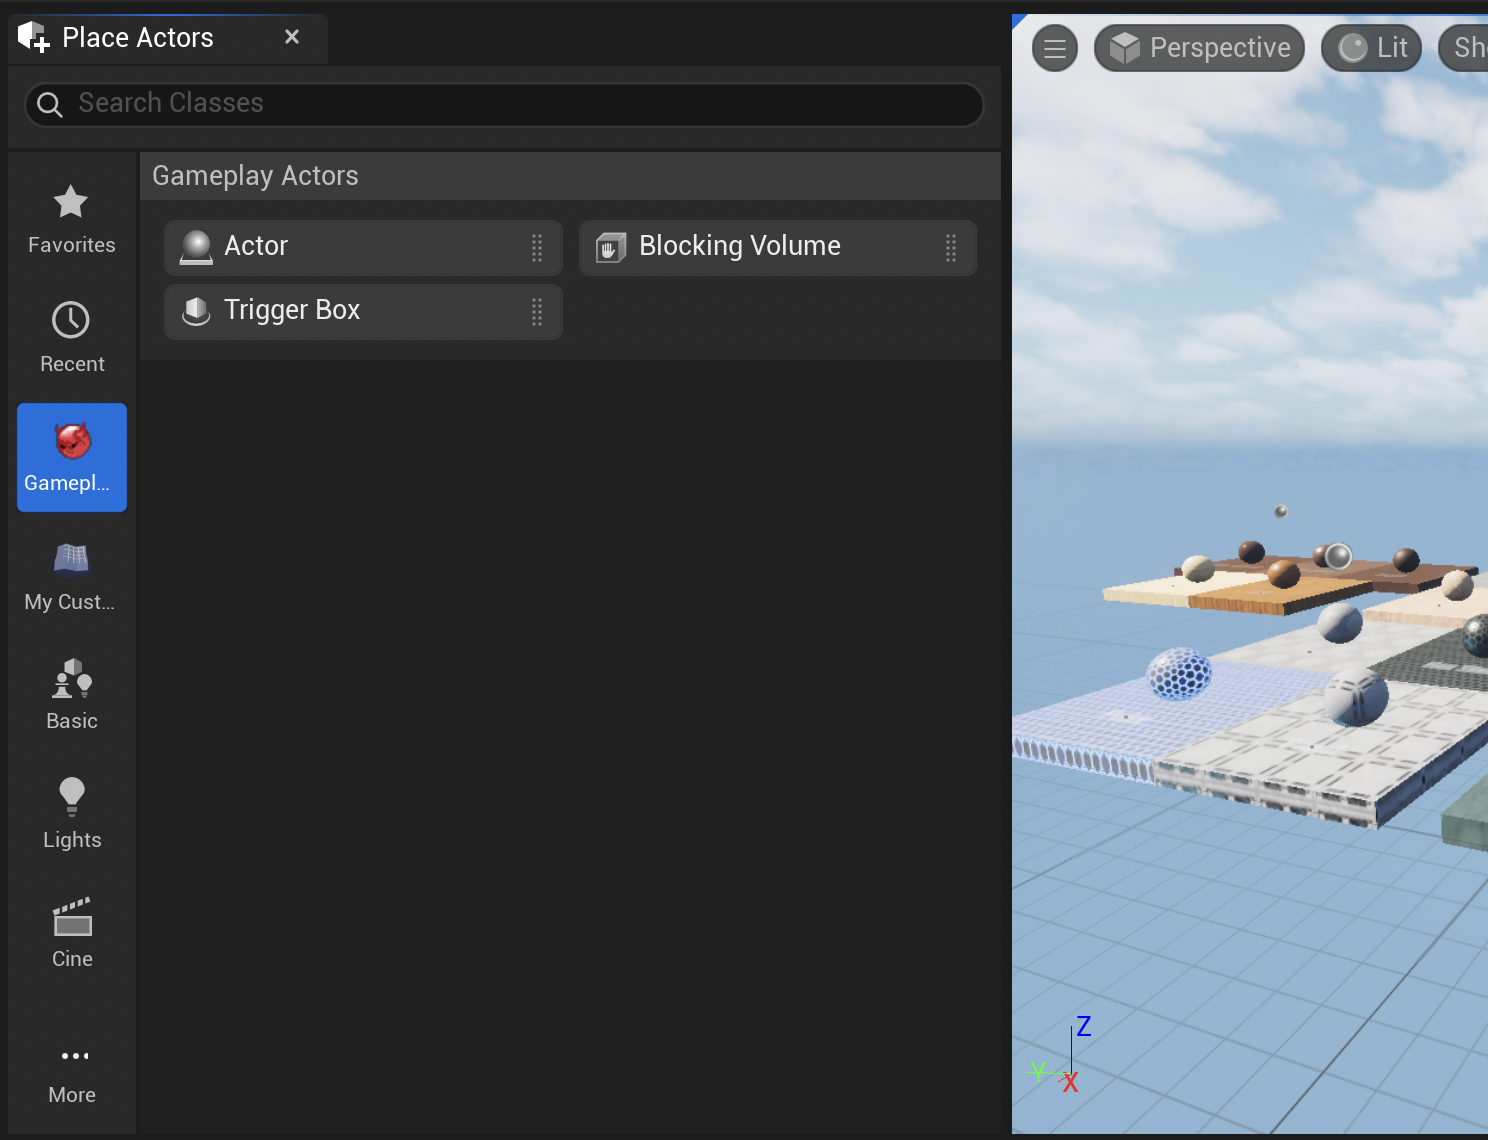 Place Actors
Search Classes
Favorites
Recent
Gamepl...
My Cust...
Basic
Lights
Cine
More
Gameplay Actors
Actor
Blocking Volume
Trigger Box
Perspective
Lit
Sh
Z
Y
X